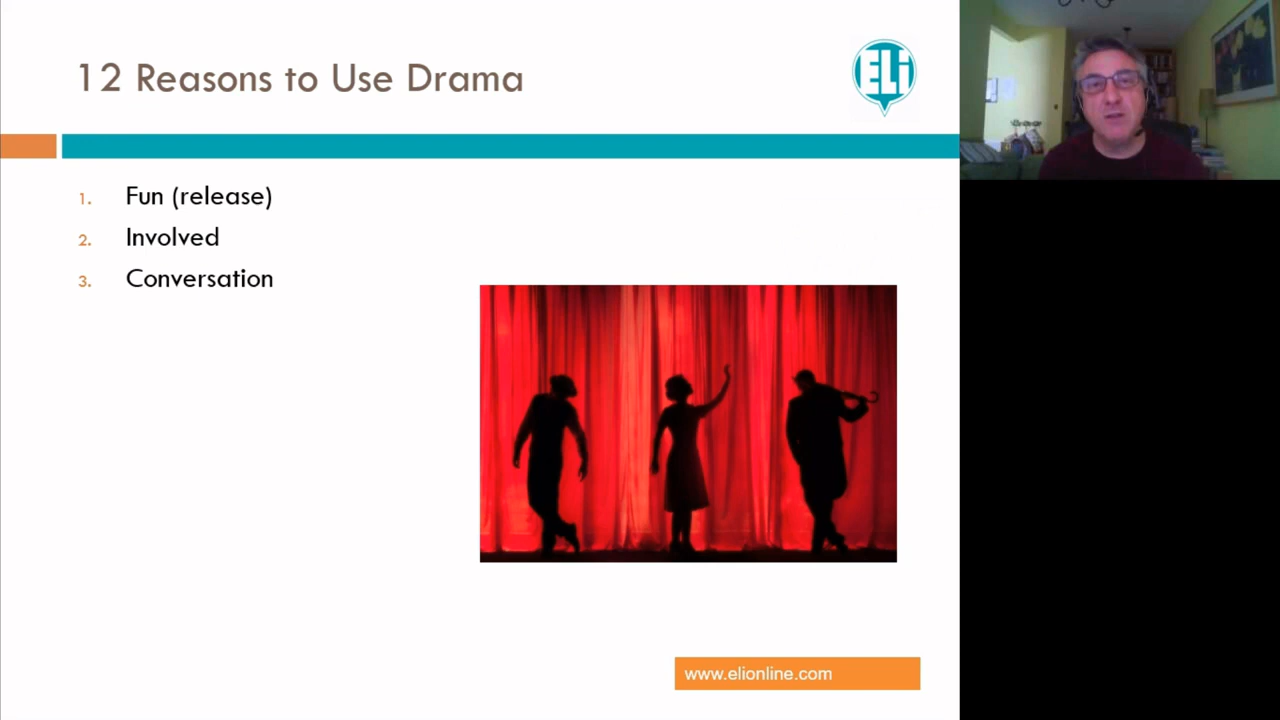 12 Reasons to Use Drama
ELi
1. Fun (release)
2. Involved
3. Conversation
www.elionline.com